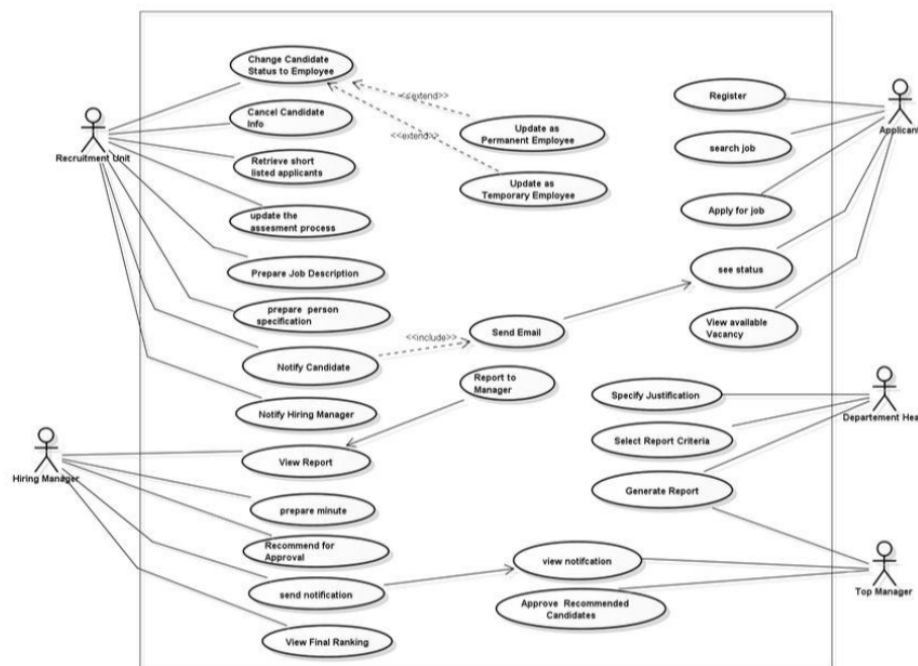 Change Candidate
Status to Employee
<<extend>>
Register
Cancel Candidate
Info
<<extend>>
Update as
Permanent Employee
Recruitment Unit
Applicant
search job
Retrieve short
listed applicants
Update as
Temporary Employee
Apply for job
update the
assesment process
Prepare Job Description
see status
prepare person
specification
Send Email
View available
Vacancy
<<include>>
Notify Candidate
Report to
Manager
Specify Justification
Departement Hea
Notify Hiring Manager
Select Report Criteria
View Report
Hiring Manager
Generate Report
prepare minute
Recommend for
Approval
view notifcation
send notification
Top Manager
Approve Recommended
Candidates
View Final Ranking